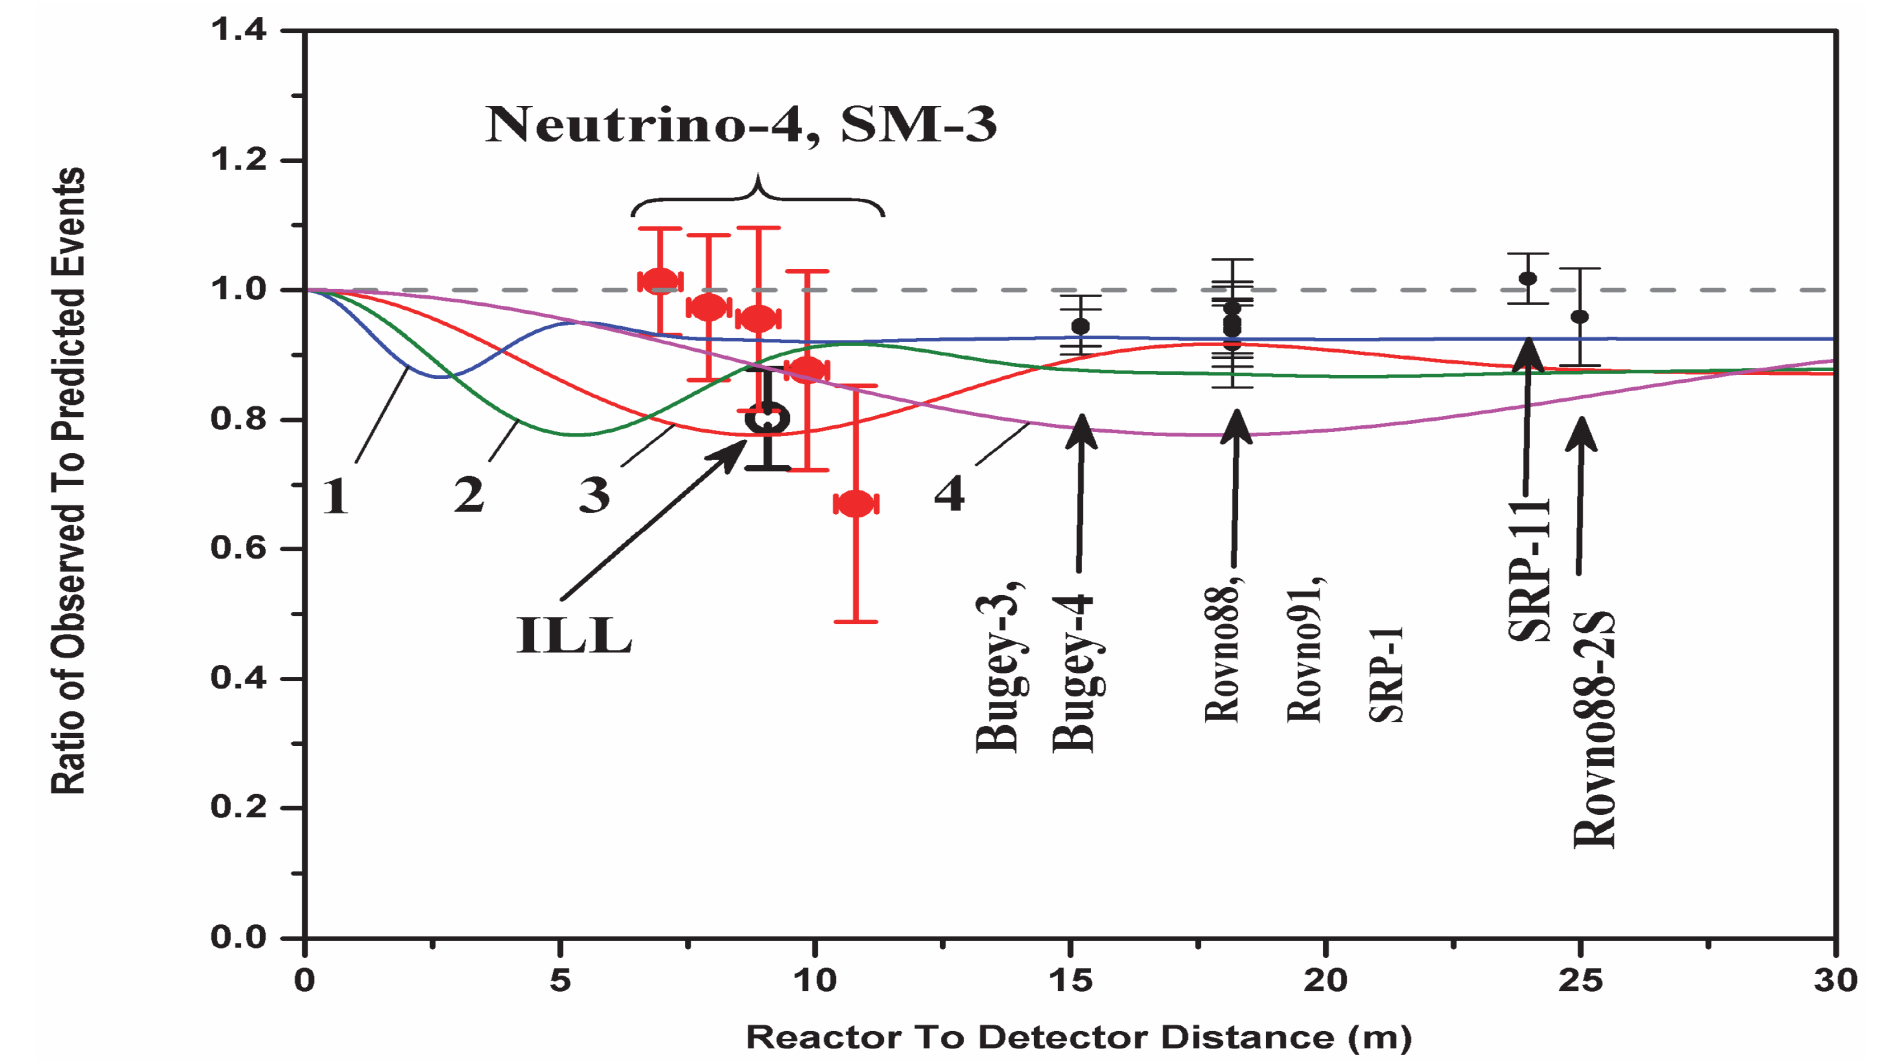 1.4
1.2
1.0
0.8
0.6
0.4
0.2
0.0
Ratio of Observed To Predicted Events
Neutrino-4, SM-3
1
2
3
4
ILL
Bugey-3,
Bugey-4
Rovno88,
Rovno91,
SRP-1
SRP-11
Rovno88-2S
0
5
10
15
20
25
30
Reactor To Detector Distance (m)